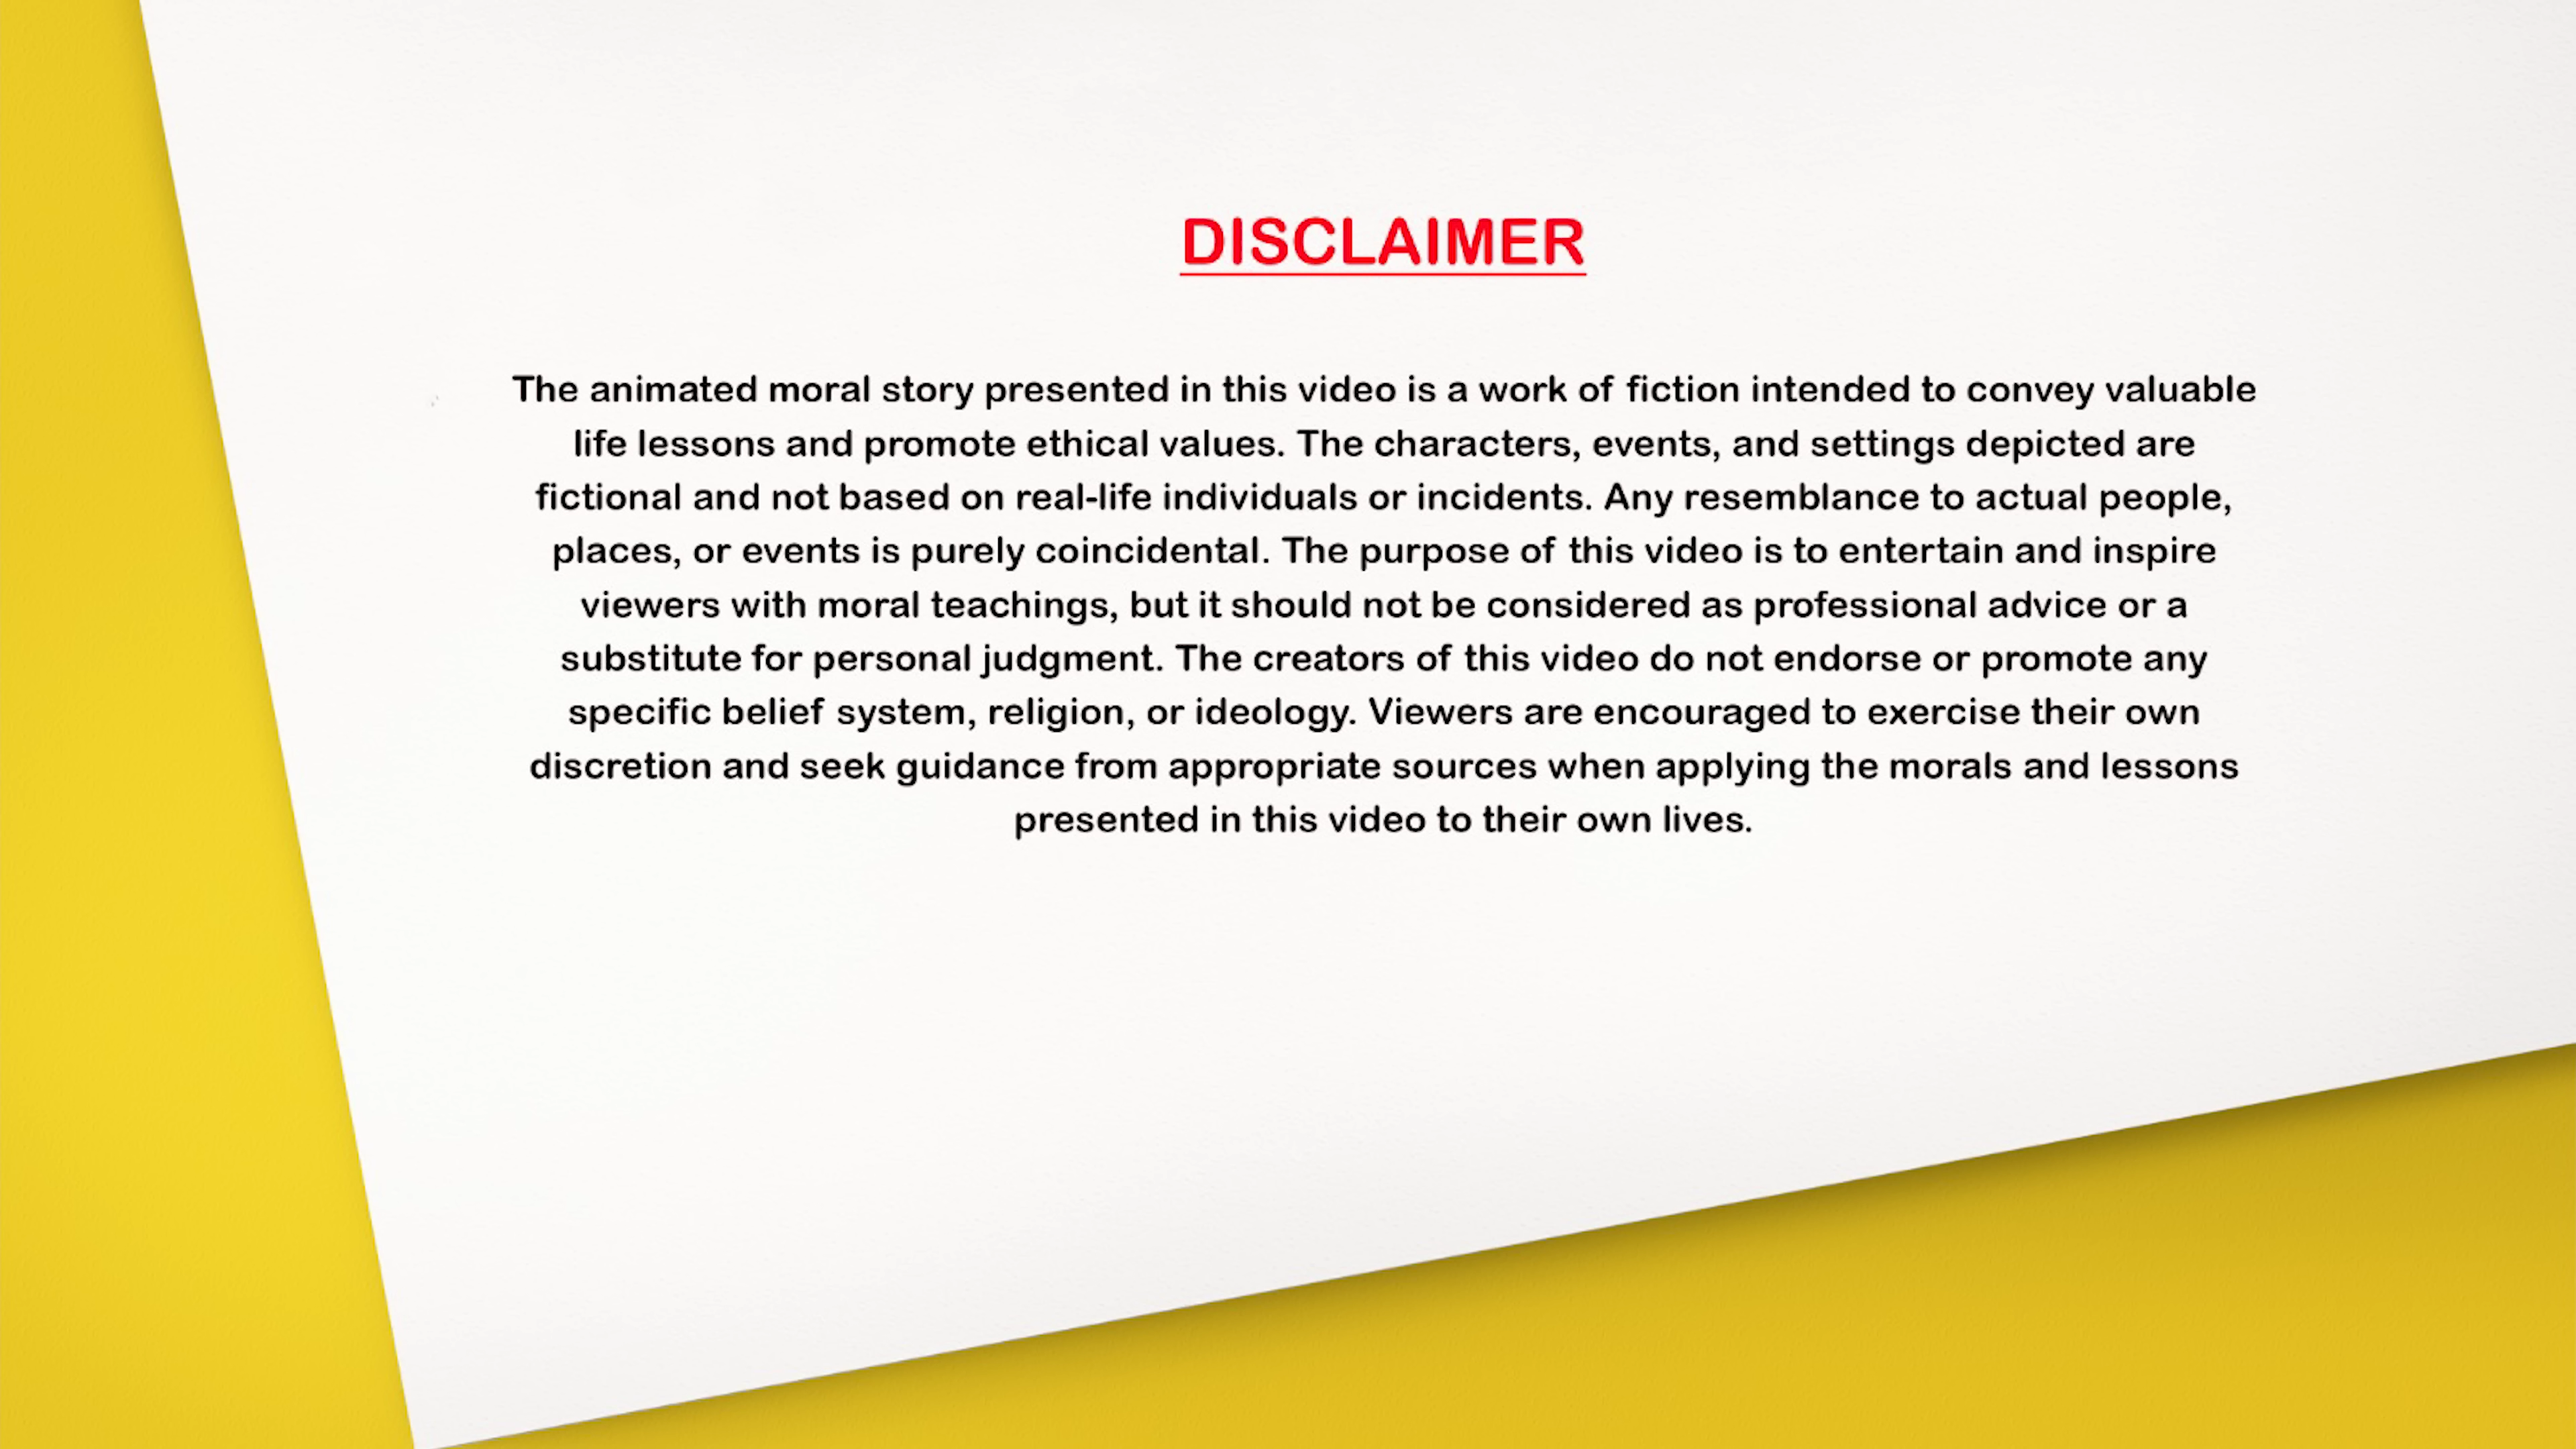 DISCLAIMER
The animated moral story presented in this video is a work of fiction intended to convey valuable
life lessons and promote ethical values. The characters, events, and settings depicted are
fictional and not based on real-life individuals or incidents. Any resemblance to actual people,
places, or events is purely coincidental. The purpose of this video is to entertain and inspire
viewers with moral teachings, but it should not be considered as professional advice or a
substitute for personal judgment. The creators of this video do not endorse or promote any
specific belief system, religion, or ideology. Viewers are encouraged to exercise their own
discretion and seek guidance from appropriate sources when applying the morals and lessons
presented in this video to their own lives.